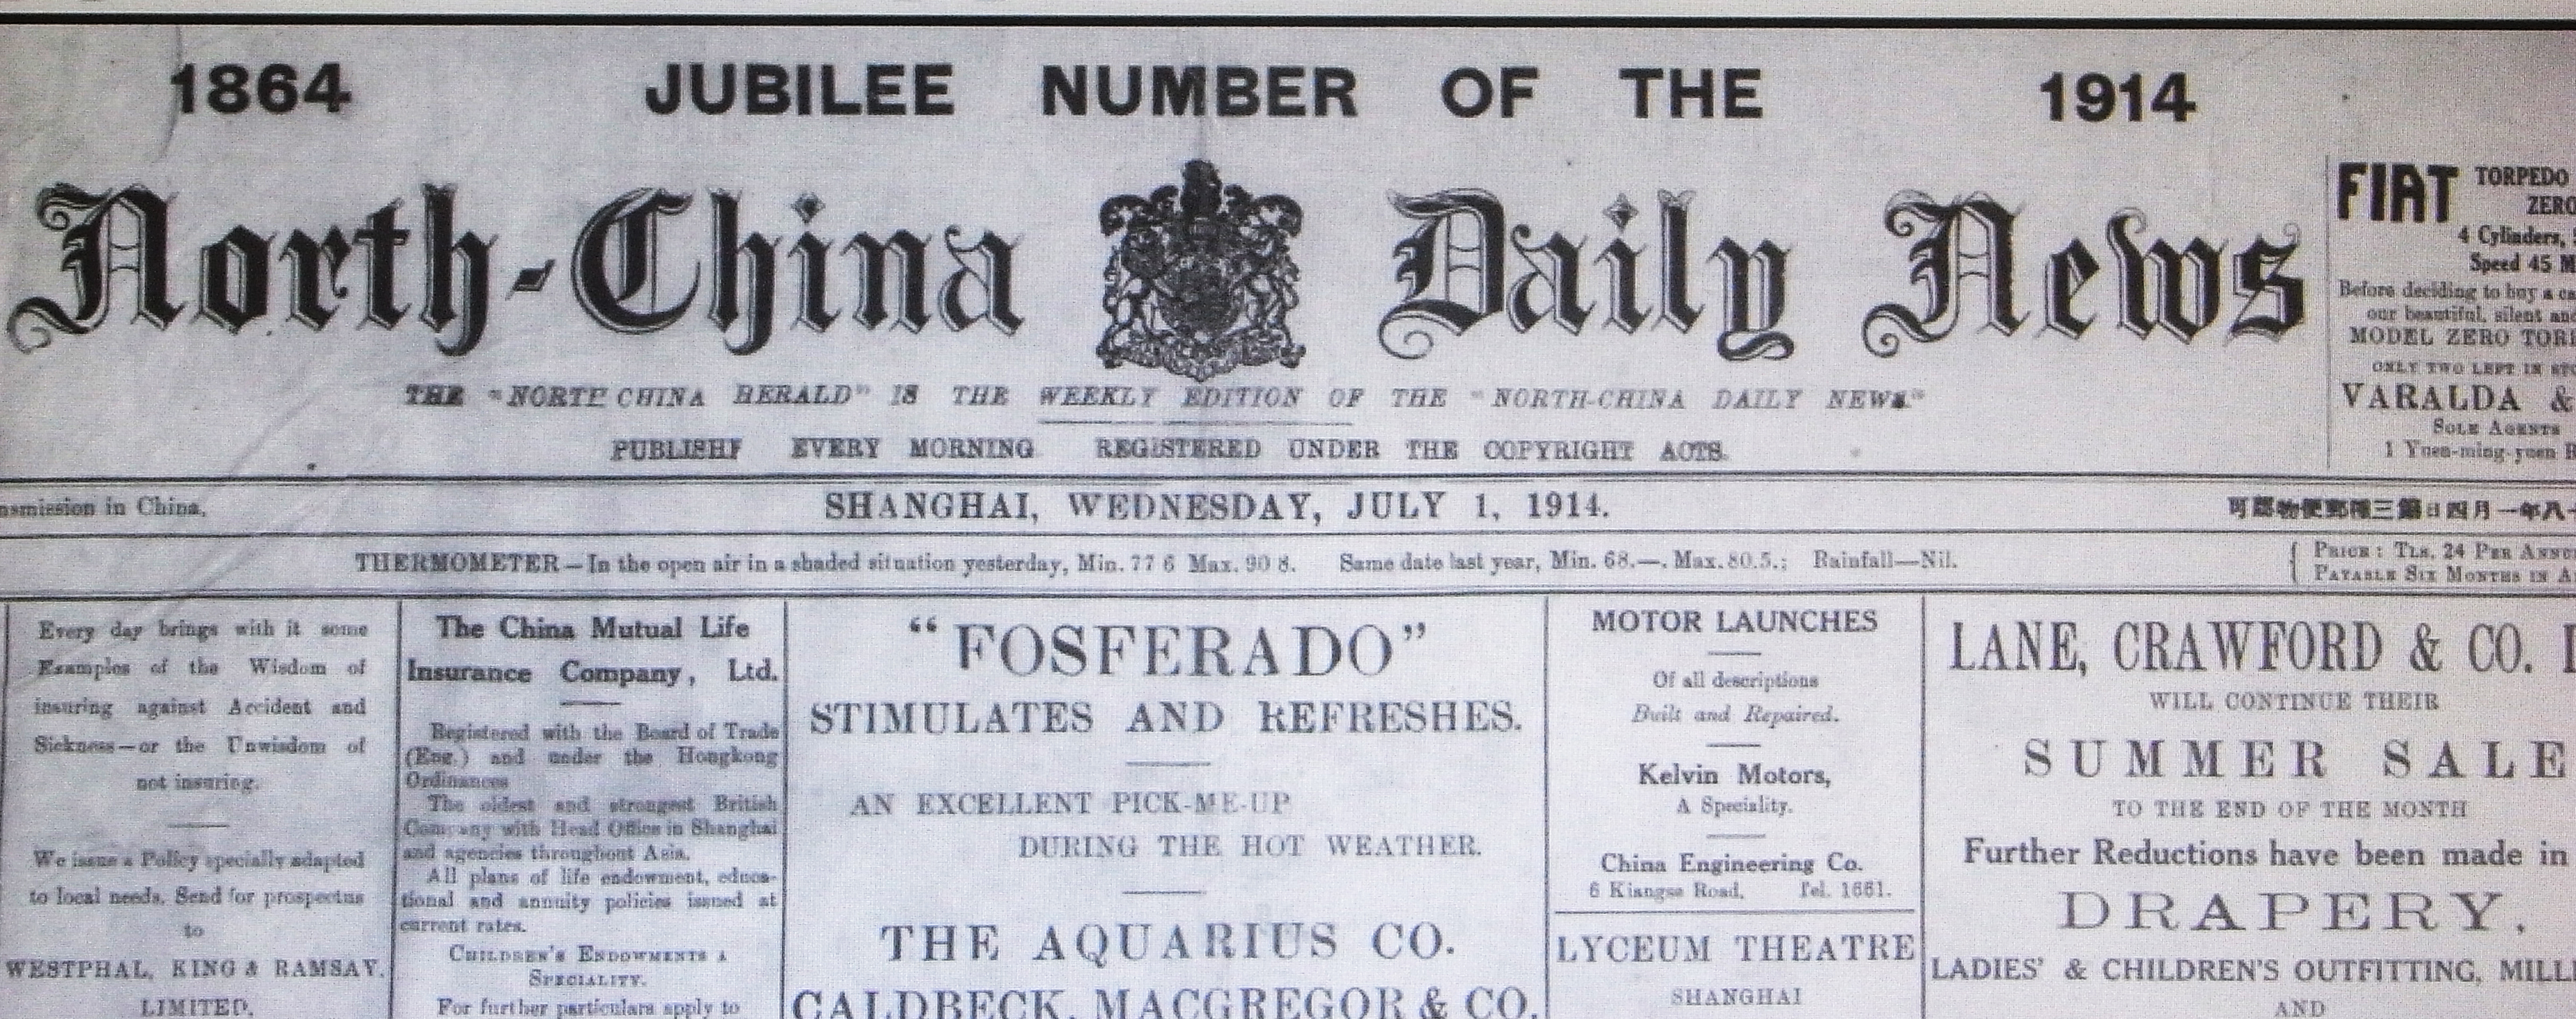 1864 JUBILEE NUMBER OF THE 1914
North-China Daily News
THE "NORTH CHINA HERALD" IS THE WEEKLY EDITION OF THE "NORTH-CHINA DAILY NEWS."
EVERY MORNING REGISTERED UNDER THE COPYRIGHT ACTS.
FIAT TORPEDO
ZERO
4 Cylinders,
Speed 45
Before deciding to buy a
our beautiful, silent and
MODEL ZERO
ONLY TWO LEFT IN
VARALDA &
SOLE AGENTS
1 Yuen-ming-yuen
in China,
SHANGHAI, WEDNESDAY, JULY 1, 1914.
THERMOMETER—In the open air in a shaded situation yesterday, Min. 77 6 Max. 90 8. Same date last year, Min. 68.—. Max. 80.5.; Rainfall—Nil.
PRICE: TLS. 24 PER
PAYABLE SIX MONTHS IN
Every day brings with it some
Examples of the Wisdom of
insuring against Accident and
Sickness—or the Unwisdom of
not insuring.
We issue a Policy specially adapted
to local needs. Send for prospectus
to
WESTPHAL, KING & RAMSAY,
LIMITED.
The China Mutual Life
Insurance Company, Ltd.
Registered with the Board of Trade
(Eng.) and under the Hongkong
Ordinances
The oldest and strongest British
Company with Head Office in Shanghai
and agencies throughout Asia.
All plans of life endowment, educa-
tional and annuity policies issued at
current rates.
CHILDREN'S ENDOWMENTS A
SPECIALITY.
For further particulars apply to
"FOSFERADO"
STIMULATES AND REFRESHES.
AN EXCELLENT PICK-ME-UP
DURING THE HOT WEATHER.
THE AQUARIUS CO.
CALDBECK, MACGREGOR & CO.
MOTOR LAUNCHES
Of all descriptions
Built and Repaired.
Kelvin Motors,
A Speciality.
China Engineering Co.
6 Kiangse Road. Tel. 1661.
LYCEUM THEATRE
SHANGHAI
LANE, CRAWFORD & CO.
WILL CONTINUE THEIR
SUMMER SALE
TO THE END OF THE MONTH
Further Reductions have been made in
DRAPERY,
LADIES' & CHILDREN'S OUTFITTING,
AND